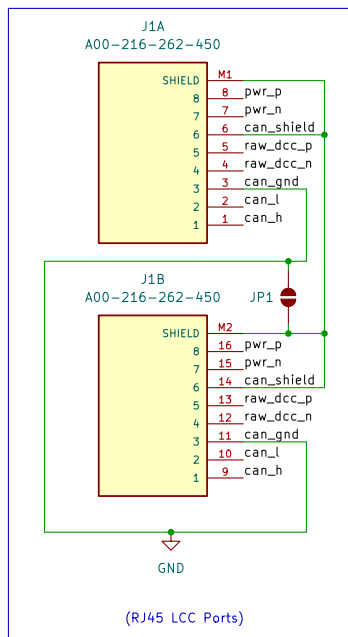 J1A
A00-216-262-450
SHIELD M1
8 8 pwr_p
7 7 pwr_n
6 6 can_shield
5 5 raw_dcc_p
4 4 raw_dcc_n
3 3 can_gnd
2 2 can_l
1 1 can_h
J1B
A00-216-262-450
JP1
SHIELD M2
8 16 pwr_p
7 15 pwr_n
6 14 can_shield
5 13 raw_dcc_p
4 12 raw_dcc_n
3 11 can_gnd
2 10 can_l
1 9 can_h
GND
(RJ45 LCC Ports)